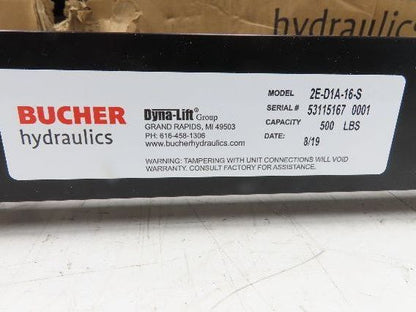 hydraulics
BUCHER
hydraulics
Dyna-Lift® Group
GRAND RAPIDS, MI 49503
PH: 616-458-1306
www.bucherhydraulics.com
MODEL 2E-D1A-16-S
SERIAL # 53115167 0001
CAPACITY 500 LBS
DATE: 8/19
WARNING: TAMPERING WITH UNIT CONNECTIONS WILL VOID
WARRANTY. CONSULT FACTORY FOR ASSISTANCE.